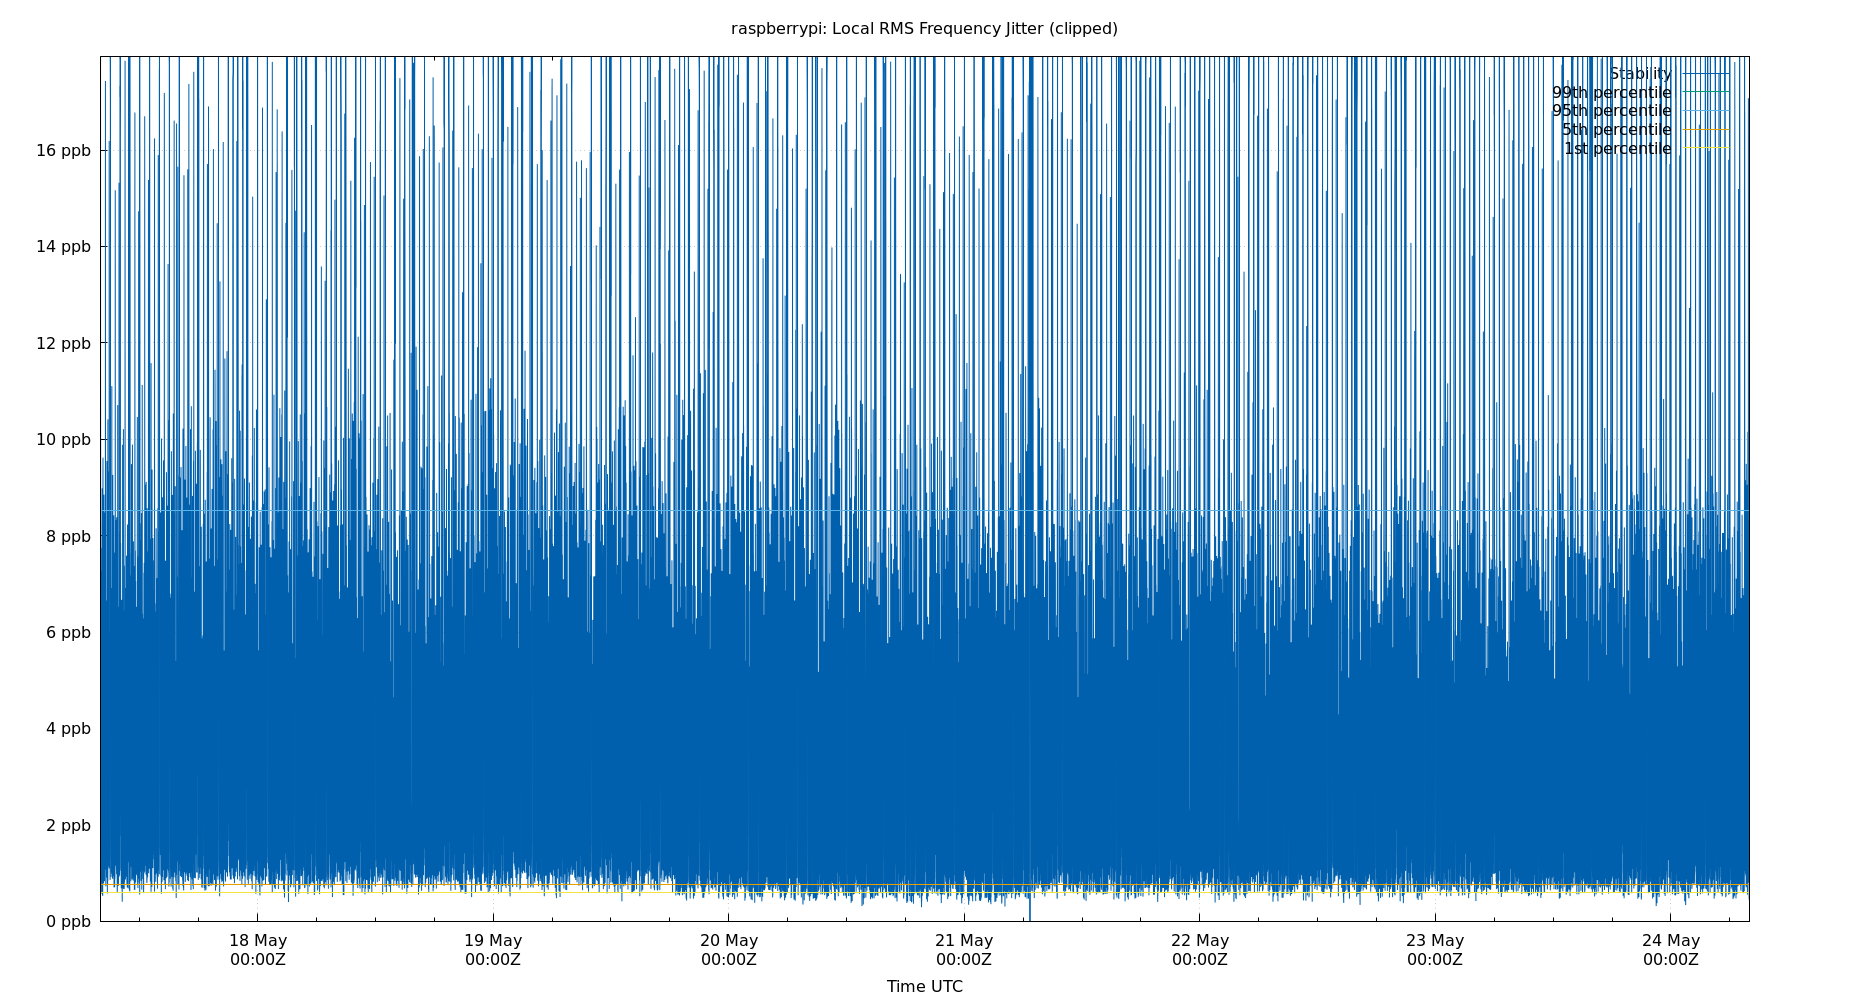 raspberrypi: Local RMS Frequency Jitter (clipped)
Stability
99th percentile
95th percentile
5th percentile
1st percentile
16 ppb
14 ppb
12 ppb
10 ppb
8 ppb
6 ppb
4 ppb
2 ppb
0 ppb
18 May 19 May 20 May 21 May 22 May 23 May 24 May
00:00Z 00:00Z 00:00Z 00:00Z 00:00Z 00:00Z 00:00Z
Time UTC